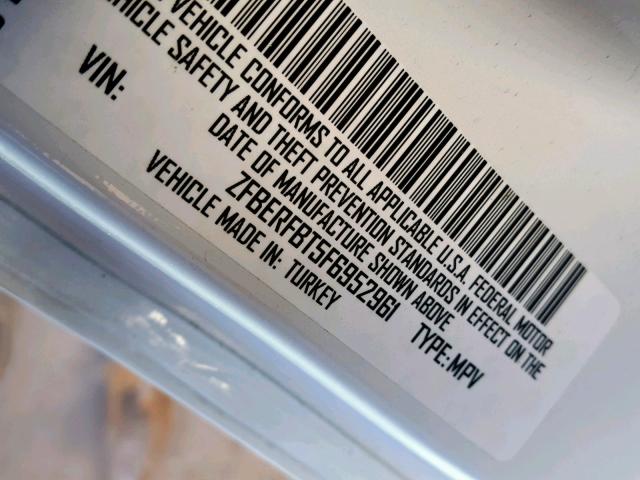 VEHICLE CONFORMS TO ALL APPLICABLE U.S.A. FEDERAL MOTOR
VEHICLE SAFETY AND THEFT PREVENTION STANDARDS IN EFFECT ON THE
DATE OF MANUFACTURE SHOWN ABOVE
VIN: ZFBERFBT5F6952961 TYPE: MPV
VEHICLE MADE IN: TURKEY